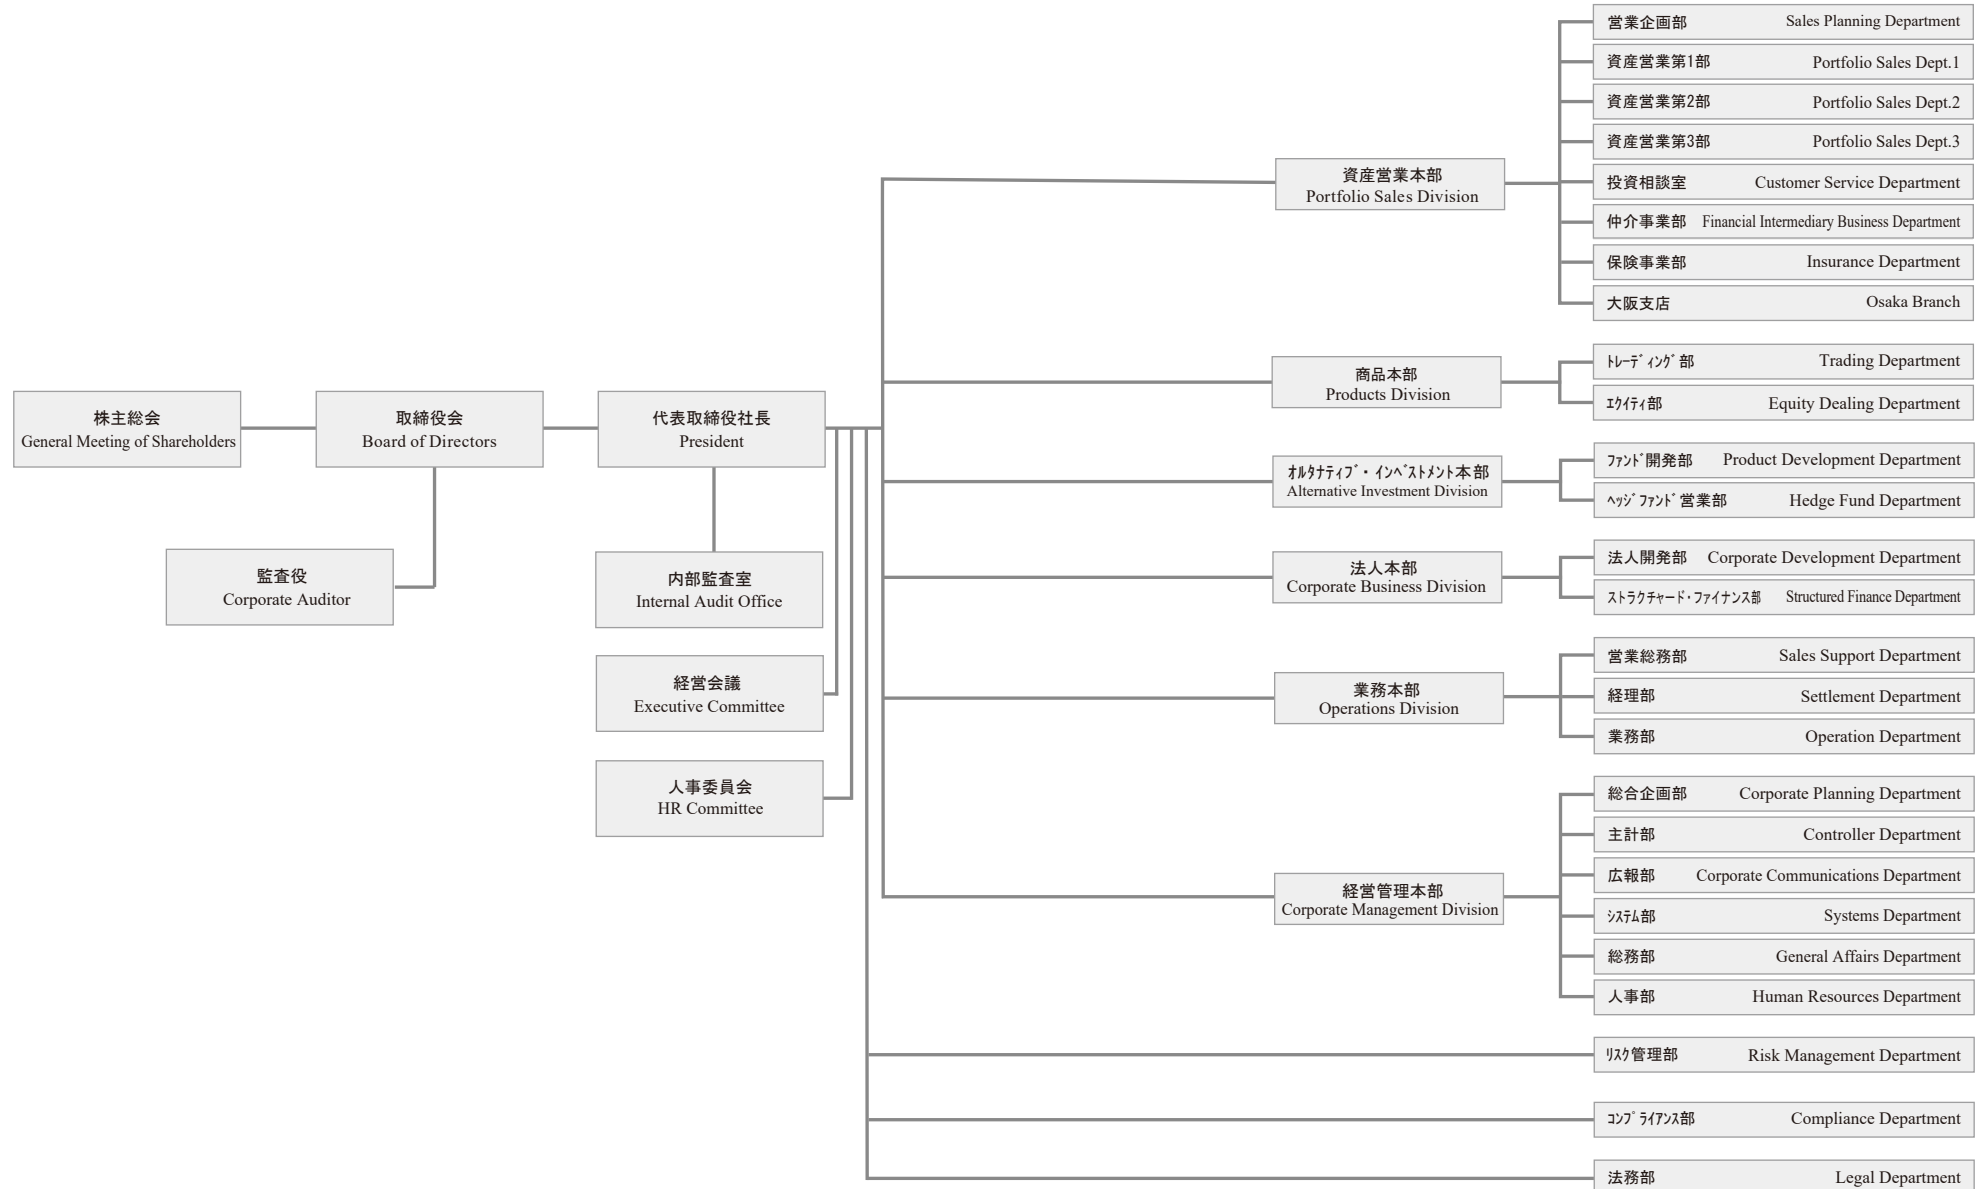 株主総会
General Meeting of Shareholders
取締役会
Board of Directors
代表取締役社長
President
監査役
Corporate Auditor
内部監査室
Internal Audit Office
経営会議
Executive Committee
人事委員会
HR Committee
資産営業本部
Portfolio Sales Division
営業企画部 Sales Planning Department
資産営業第1部 Portfolio Sales Dept.1
資産営業第2部 Portfolio Sales Dept.2
資産営業第3部 Portfolio Sales Dept.3
投資相談室 Customer Service Department
仲介事業部 Financial Intermediary Business Department
保険事業部 Insurance Department
大阪支店 Osaka Branch
商品本部
Products Division
ﾄﾚｰﾃﾞｨﾝｸﾞ部 Trading Department
ｴｸｲﾃｨ部 Equity Dealing Department
ｵﾙﾀﾅﾃｨﾌﾞ・ｲﾝﾍﾞｽﾄﾒﾝﾄ本部
Alternative Investment Division
ﾌｧﾝﾄﾞ開発部 Product Development Department
ﾍｯｼﾞﾌｧﾝﾄﾞ営業部 Hedge Fund Department
法人本部
Corporate Business Division
法人開発部 Corporate Development Department
ストラクチャード・ファイナンス部 Structured Finance Department
業務本部
Operations Division
営業総務部 Sales Support Department
経理部 Settlement Department
業務部 Operation Department
経営管理本部
Corporate Management Division
総合企画部 Corporate Planning Department
主計部 Controller Department
広報部 Corporate Communications Department
ｼｽﾃﾑ部 Systems Department
総務部 General Affairs Department
人事部 Human Resources Department
ﾘｽｸ管理部 Risk Management Department
ｺﾝﾌﾟﾗｲｱﾝｽ部 Compliance Department
法務部 Legal Department